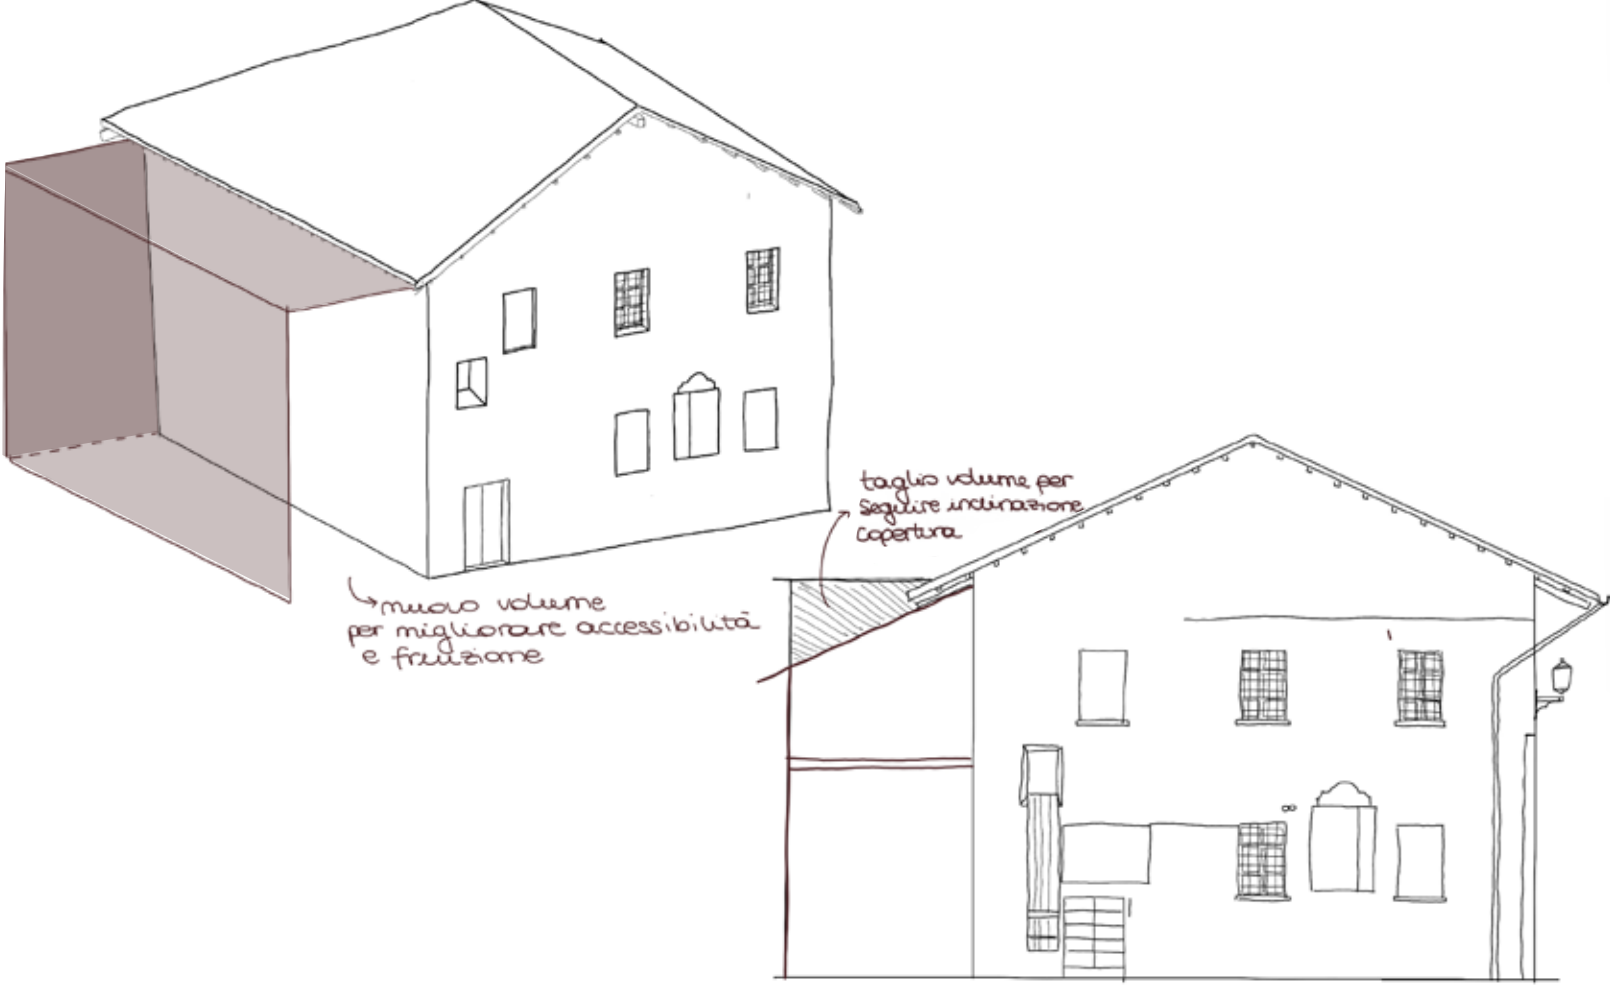 nuovo volume
per migliorare accessibilità
e fruizione
taglio volume per
seguire inclinazione
copertura